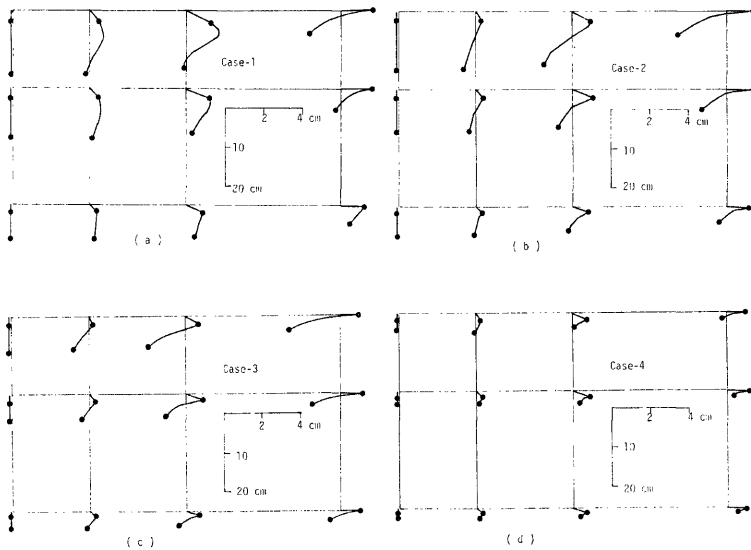 Case-1
2 4 cm
10
20 cm
( a )
Case-2
2 4 cm
10
20 cm
( b )
Case-3
2 4 cm
10
20 cm
( c )
Case-4
2 4 cm
10
20 cm
( d )